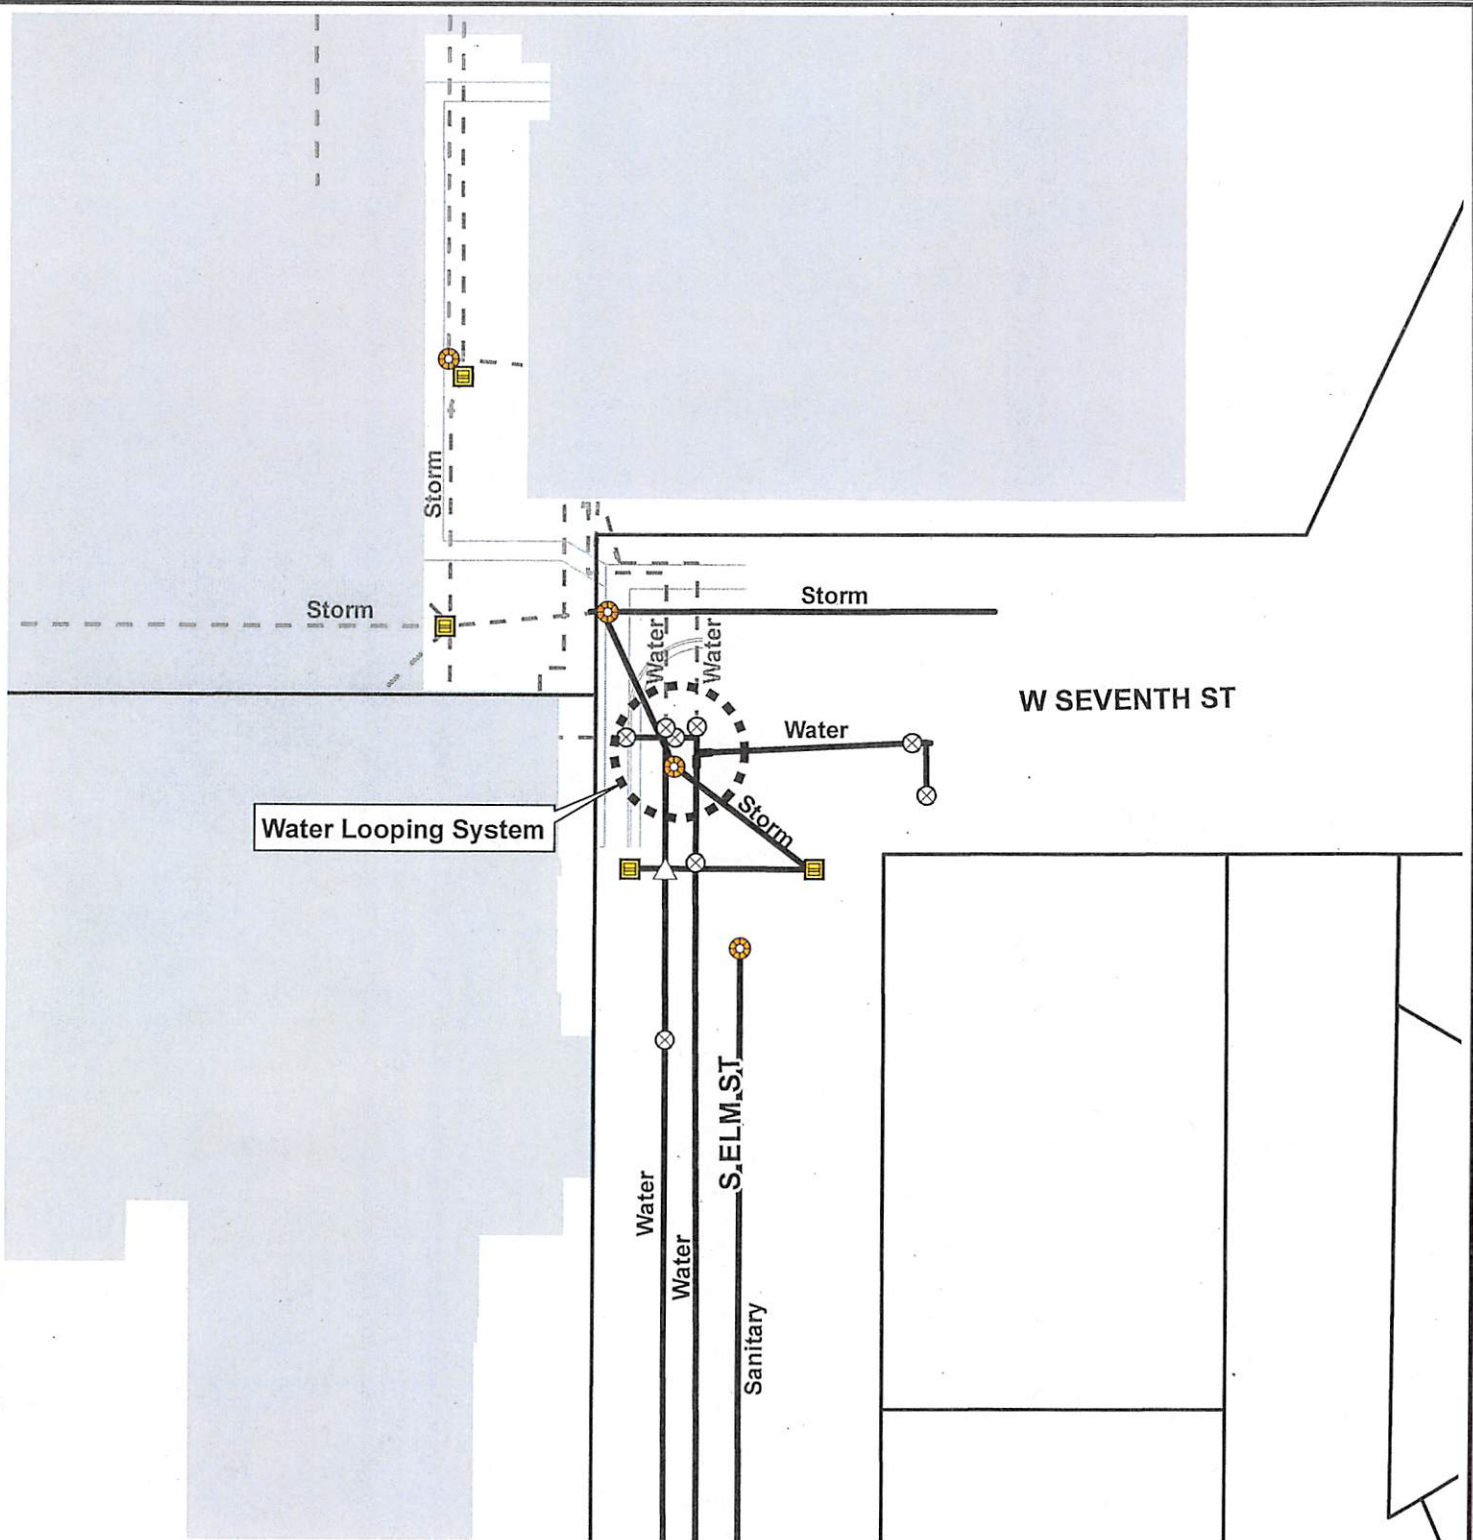 Storm
Storm
Storm
Water
Water
W SEVENTH ST
Water
Storm
Water Looping System
S ELM ST
Water
Water
Sanitary